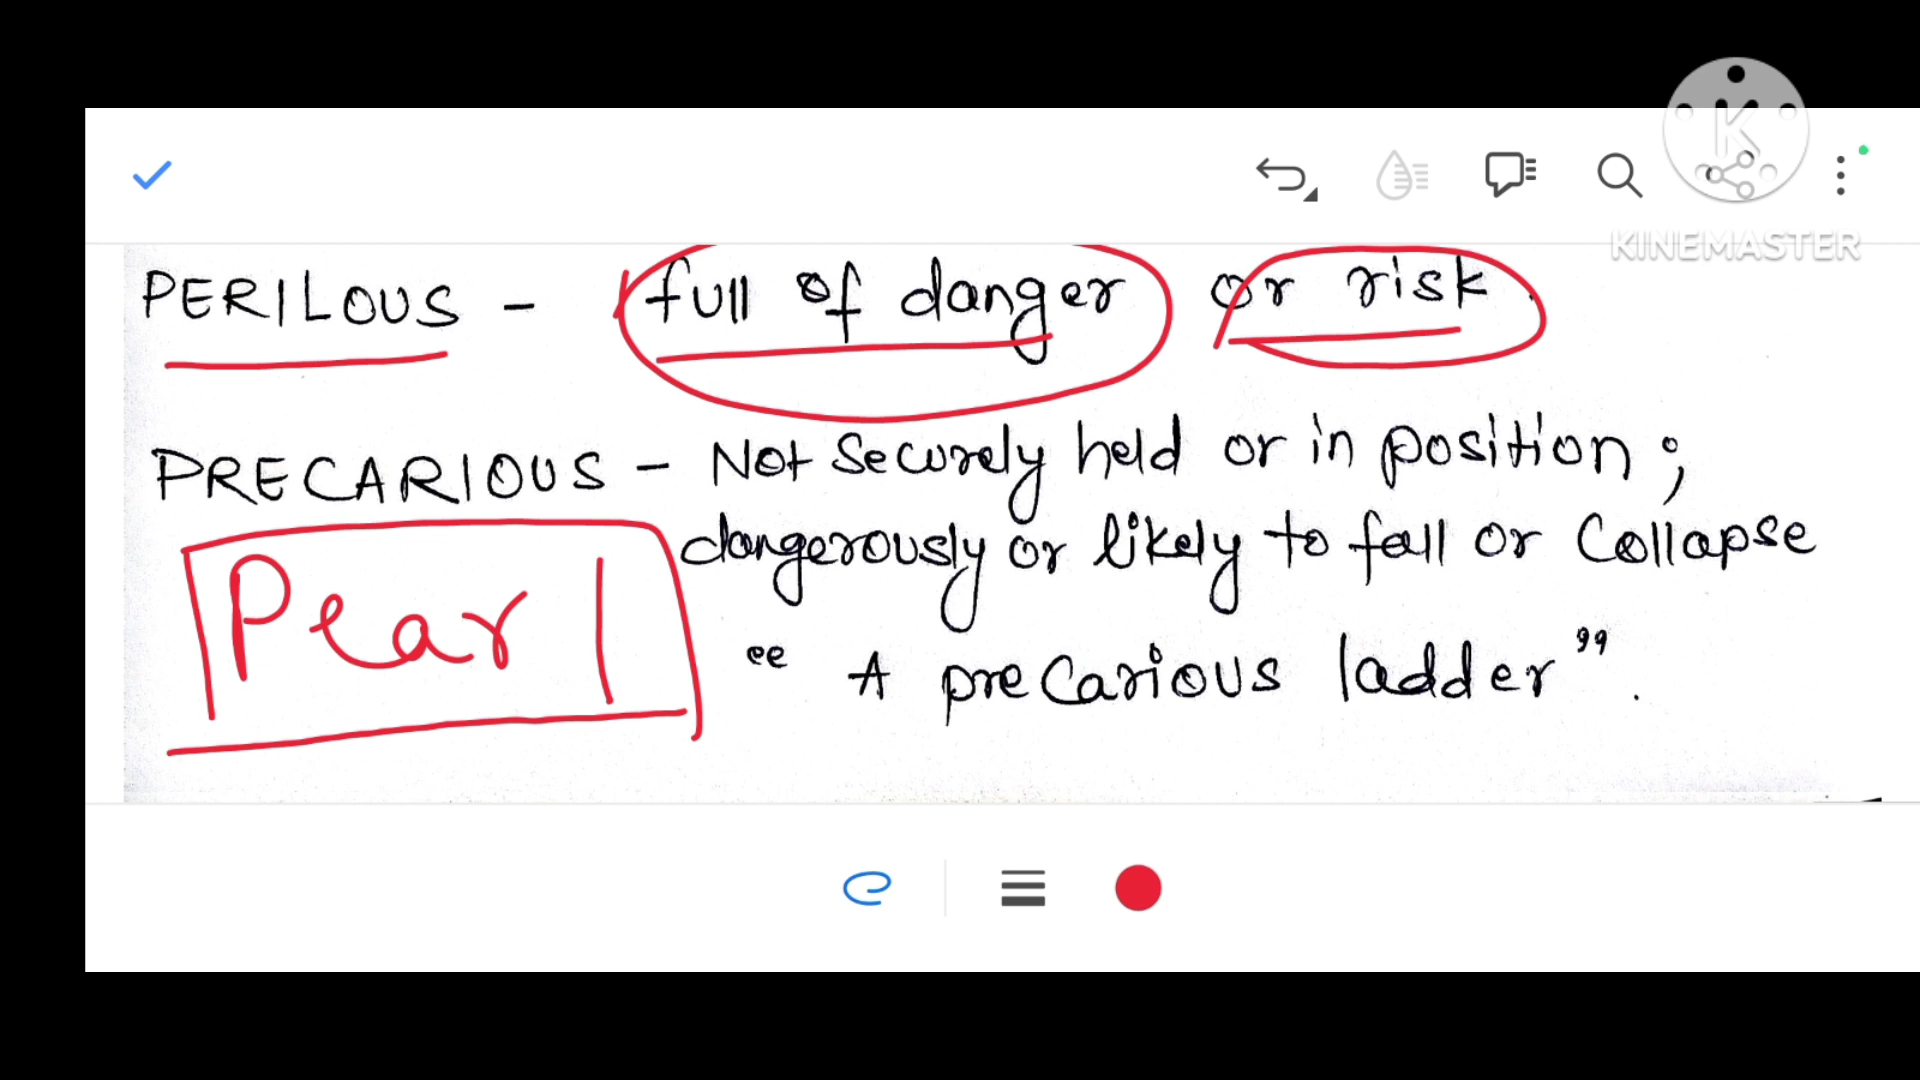 KINEMASTER
PERILOUS - full of danger or risk.
PRECARIOUS - Not Securely held or in position;
dangerously or likely to fall or Collapse
Pearl
" A precarious ladder".